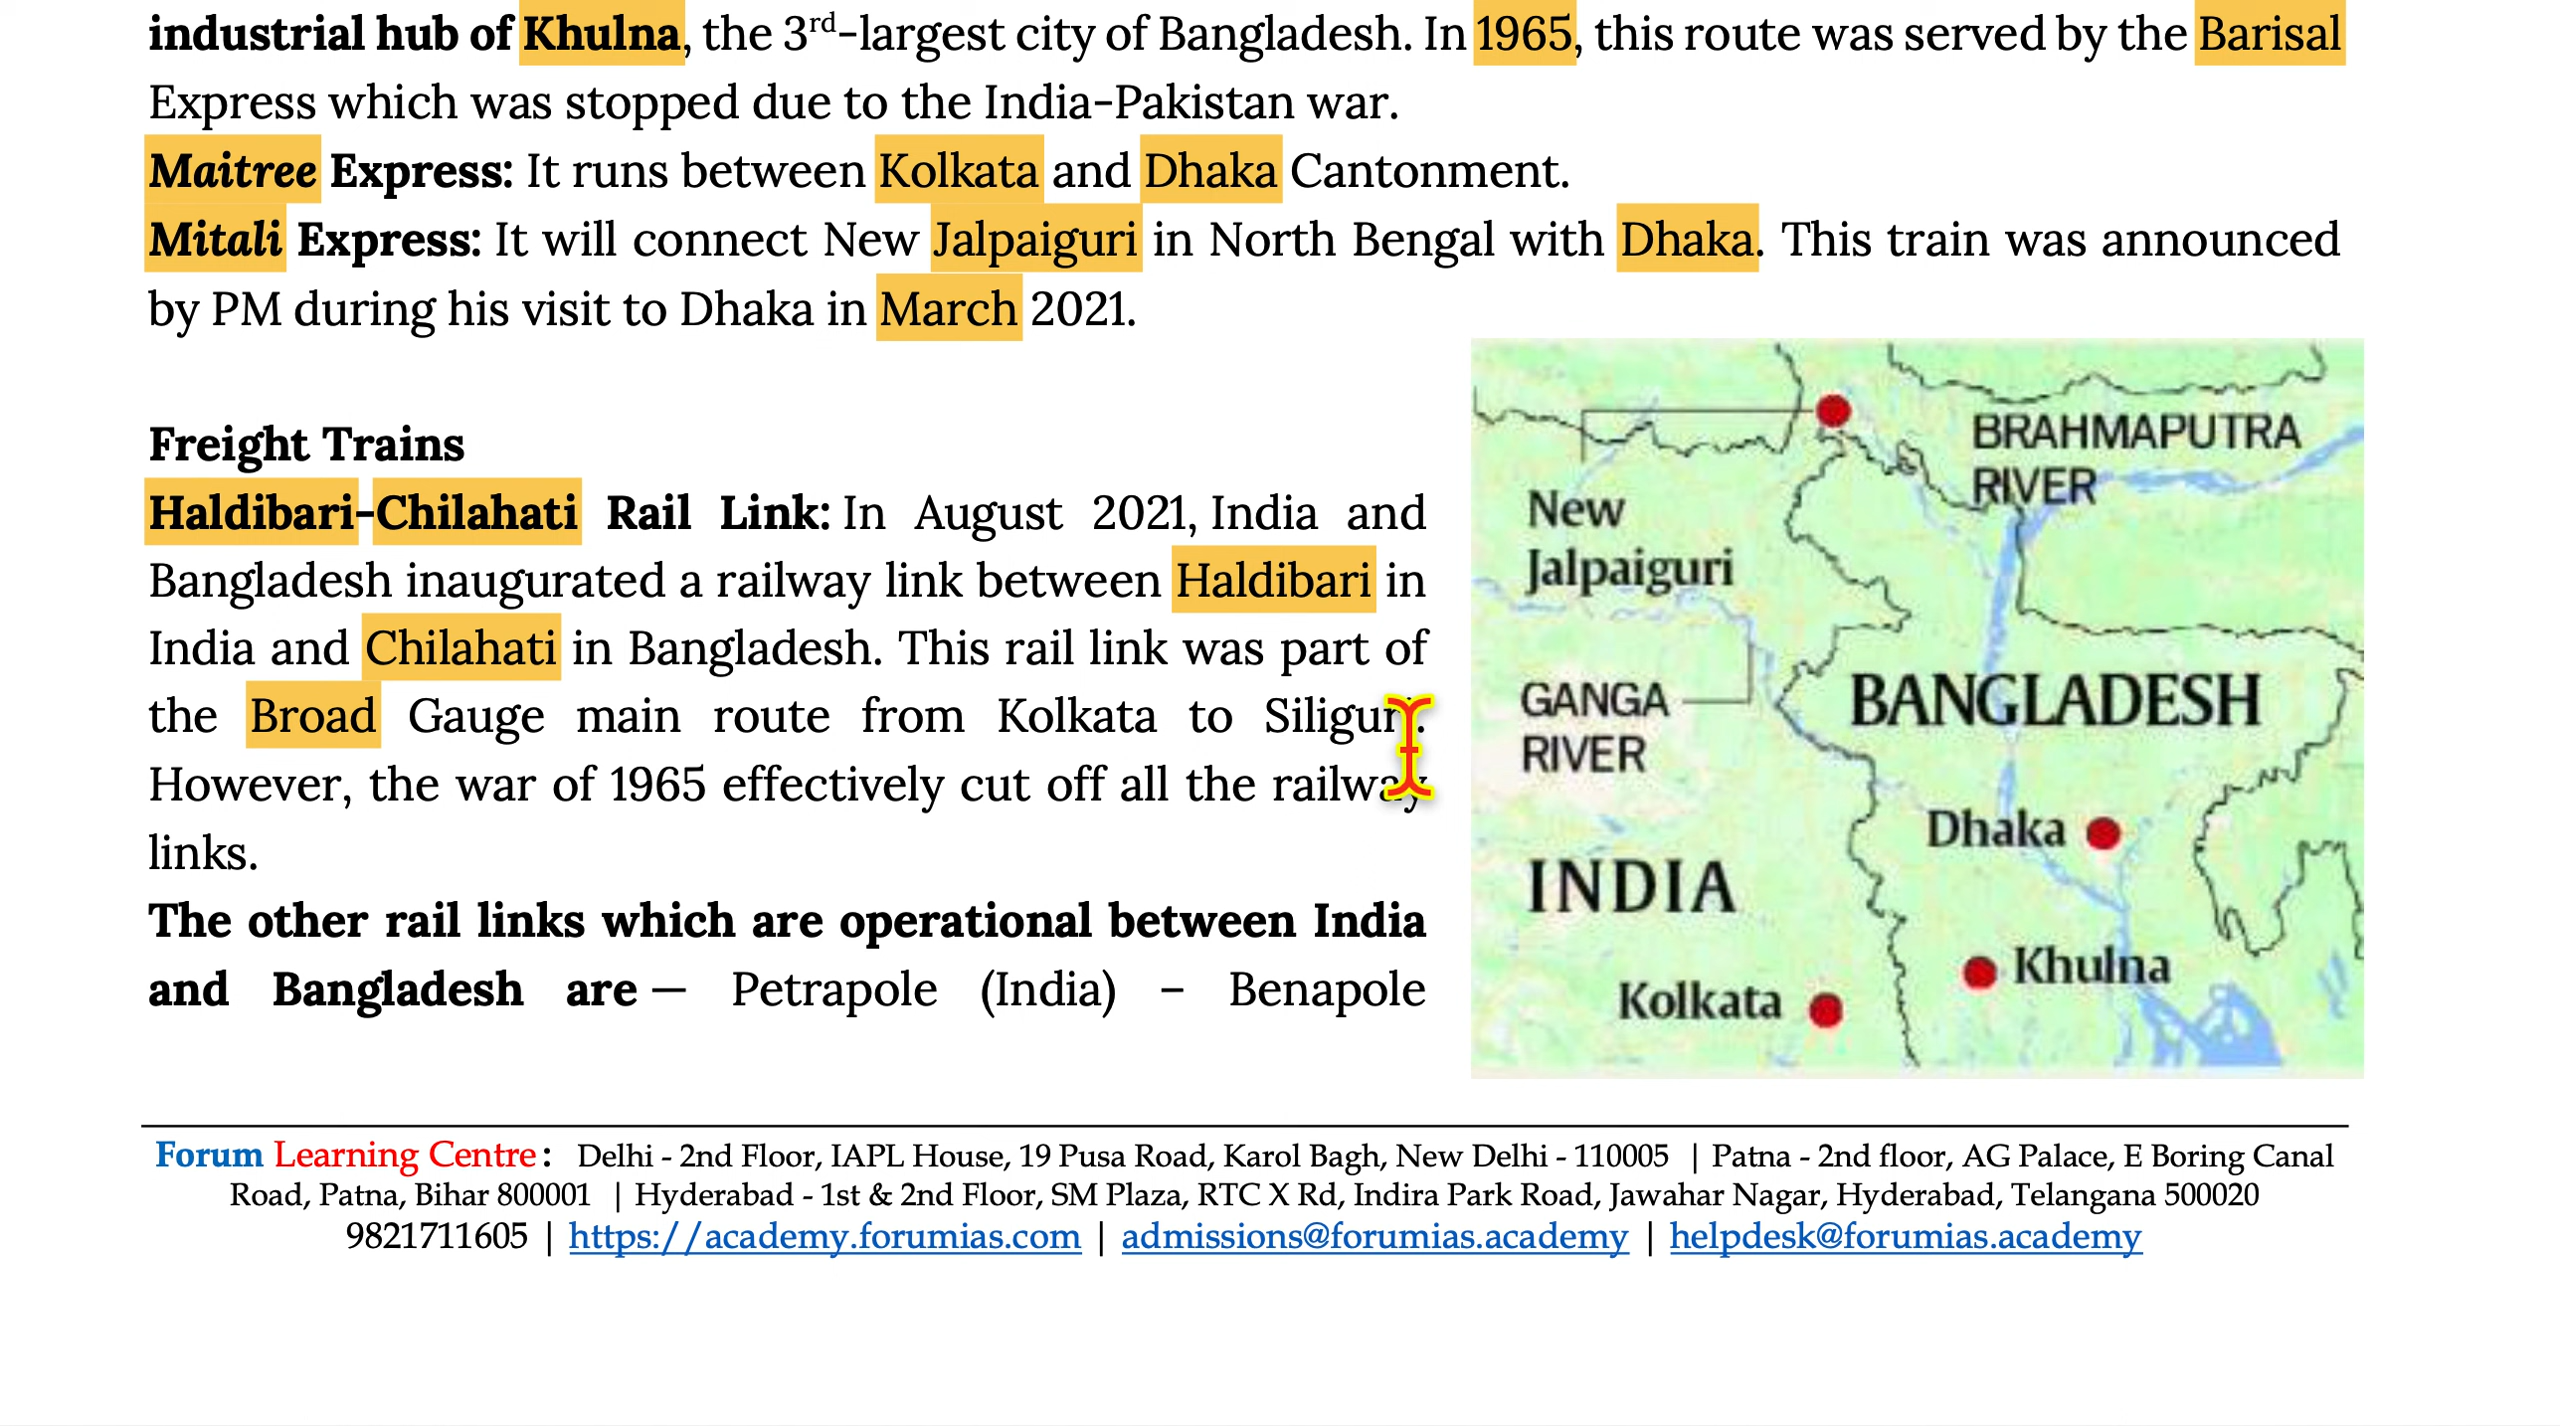 industrial hub of Khulna, the 3rd-largest city of Bangladesh. In 1965, this route was served by the Barisal
Express which was stopped due to the India-Pakistan war.
Maitree Express: It runs between Kolkata and Dhaka Cantonment.
Mitali Express: It will connect New Jalpaiguri in North Bengal with Dhaka. This train was announced
by PM during his visit to Dhaka in March 2021.
Freight Trains
Haldibari-Chilahati Rail Link: In August 2021, India and
Bangladesh inaugurated a railway link between Haldibari in
India and Chilahati in Bangladesh. This rail link was part of
the Broad Gauge main route from Kolkata to Siliguri.
However, the war of 1965 effectively cut off all the railway
links.
The other rail links which are operational between India
and Bangladesh are — Petrapole (India) – Benapole
BRAHMAPUTRA
RIVER
New
Jalpaiguri
GANGA
RIVER
BANGLADESH
Dhaka
INDIA
Khulna
Kolkata
Forum Learning Centre: Delhi - 2nd Floor, IAPL House, 19 Pusa Road, Karol Bagh, New Delhi - 110005 | Patna - 2nd floor, AG Palace, E Boring Canal
Road, Patna, Bihar 800001 | Hyderabad - 1st & 2nd Floor, SM Plaza, RTC X Rd, Indira Park Road, Jawahar Nagar, Hyderabad, Telangana 500020
9821711605 | https://academy.forumias.com | admissions@forumias.academy | helpdesk@forumias.academy